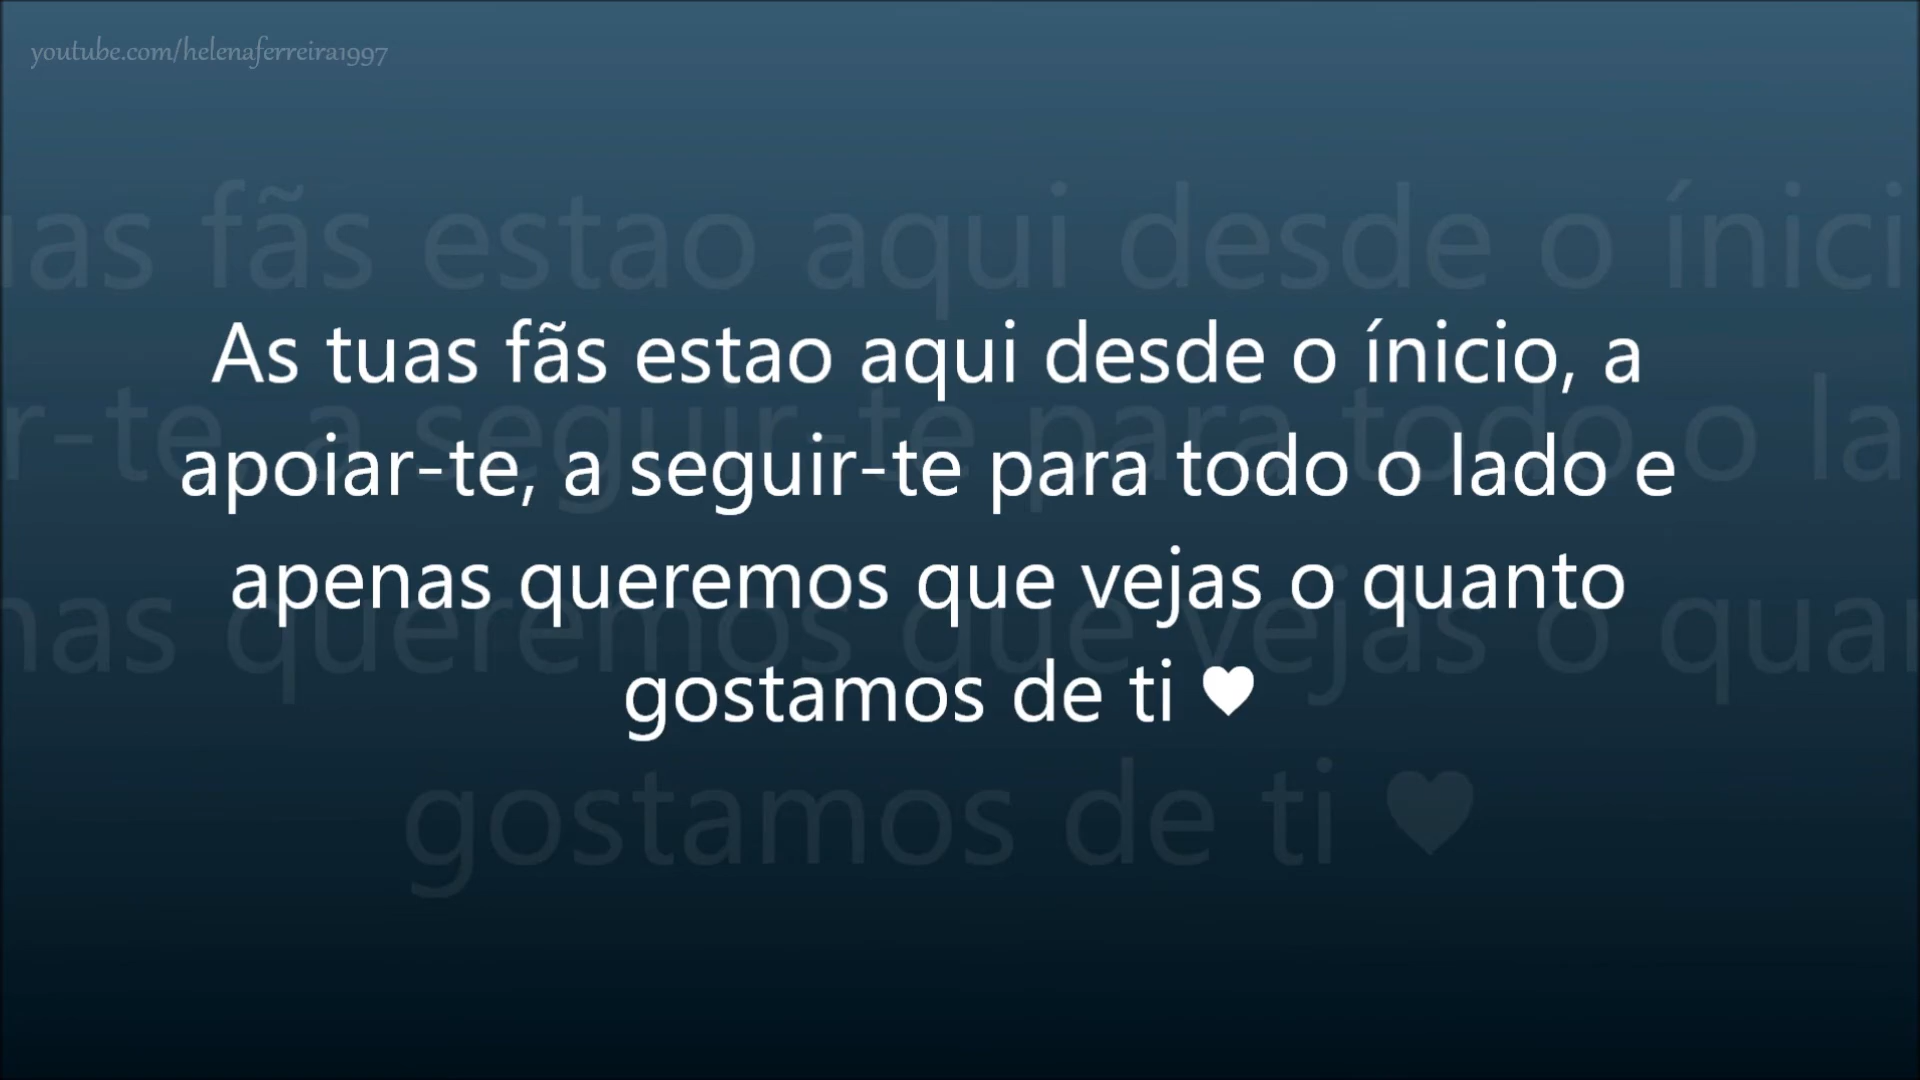 youtube.com/helenaferreira1997
As tuas fãs estao aqui desde o ínicio, a
apoiar-te, a seguir-te para todo o lado e
apenas queremos que vejas o quanto
gostamos de ti ♥